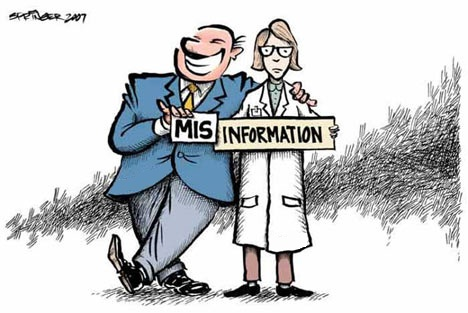 SPRINGER 2007
MIS INFORMATION